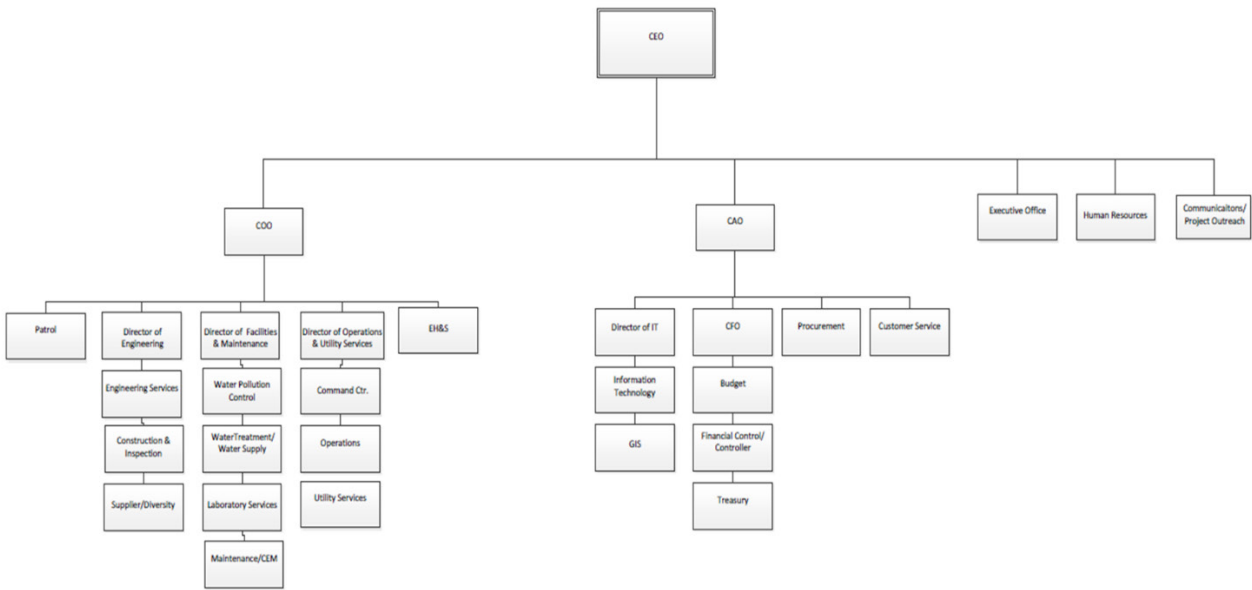 CEO
COO
CAO
Executive Office
Human Resources
Communicaitons/
Project Outreach
Patrol
Director of
Engineering
Director of Facilities
& Maintenance
Director of Operations
& Utility Services
EH&S
Director of IT
CFO
Procurement
Customer Service
Engineering Services
Water Pollution
Control
Command Ctr.
Information
Technology
Budget
Construction &
Inspection
WaterTreatment/
Water Supply
Operations
GIS
Financial Control/
Controller
Supplier/Diversity
Laboratory Services
Utility Services
Treasury
Maintenance/CEM